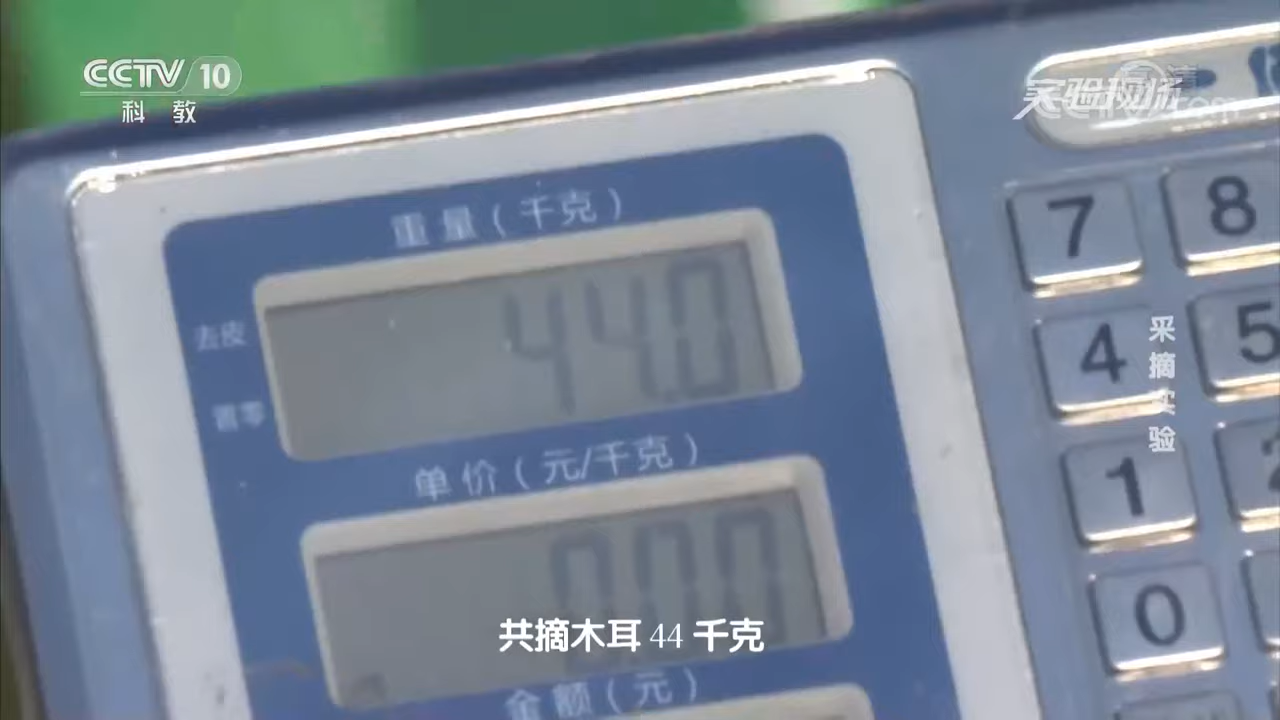 CCTV 10
科教
实验现场
重量(千克)
44.0
去皮
置零
单价(元/千克)
0.00
金额(元)
7 8
4 5
1 2
0
采摘实验
共摘木耳 44 千克